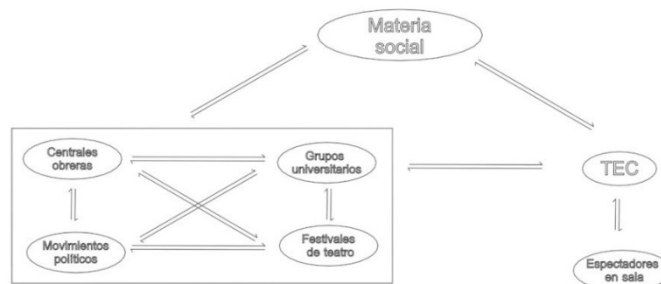 Materia
social
Centrales
obreras
Grupos
universitarios
TEC
Movimientos
políticos
Festivales
de teatro
Espectadores
en sala